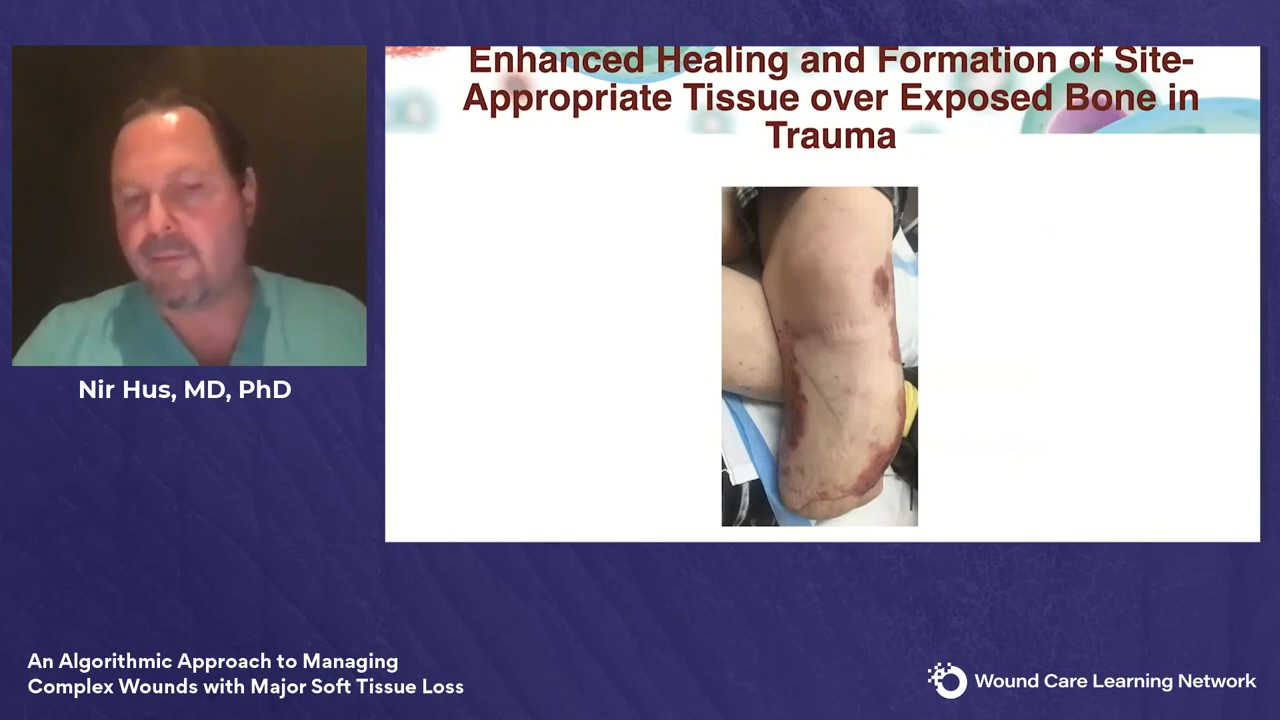 Enhanced Healing and Formation of Site-
Appropriate Tissue over Exposed Bone in
Trauma
Nir Hus, MD, PhD
An Algorithmic Approach to Managing
Complex Wounds with Major Soft Tissue Loss
Wound Care Learning Network